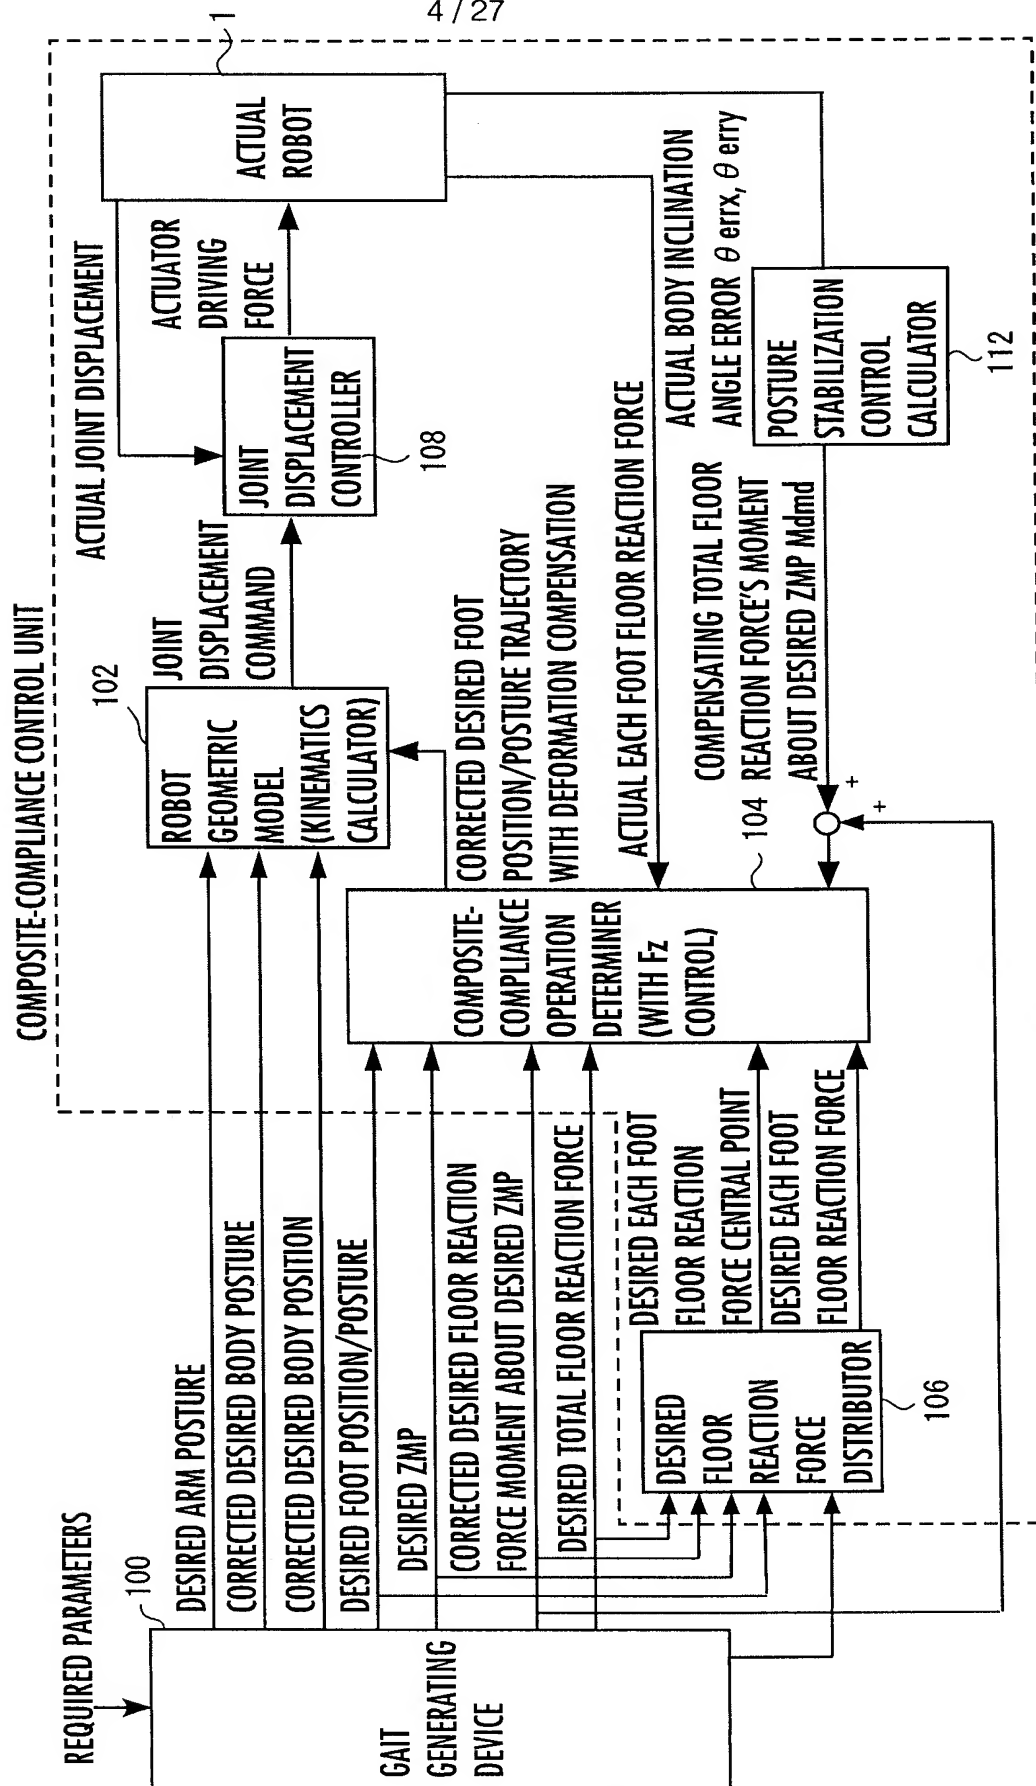 4 / 27
COMPOSITE-COMPLIANCE CONTROL UNIT
REQUIRED PARAMETERS
100
GAIT
GENERATING
DEVICE
DESIRED ARM POSTURE
CORRECTED DESIRED BODY POSTURE
CORRECTED DESIRED BODY POSITION
DESIRED FOOT POSITION/POSTURE
DESIRED ZMP
CORRECTED DESIRED FLOOR REACTION
FORCE MOMENT ABOUT DESIRED ZMP
DESIRED TOTAL FLOOR REACTION FORCE
DESIRED
FLOOR
REACTION
FORCE
DISTRIBUTOR
106
DESIRED EACH FOOT
FLOOR REACTION
FORCE CENTRAL POINT
DESIRED EACH FOOT
FLOOR REACTION FORCE
102
ROBOT
GEOMETRIC
MODEL
(KINEMATICS
CALCULATOR)
COMPOSITE-
COMPLIANCE
OPERATION
DETERMINER
(WITH Fz
CONTROL)
104
CORRECTED DESIRED FOOT
POSITION/POSTURE TRAJECTORY
WITH DEFORMATION COMPENSATION
JOINT
DISPLACEMENT
COMMAND
JOINT
DISPLACEMENT
CONTROLLER
108
ACTUAL JOINT DISPLACEMENT
ACTUATOR
DRIVING
FORCE
ACTUAL
ROBOT
1
ACTUAL EACH FOOT FLOOR REACTION FORCE
ACTUAL BODY INCLINATION
ANGLE ERROR θ errx, θ erry
POSTURE
STABILIZATION
CONTROL
CALCULATOR
112
COMPENSATING TOTAL FLOOR
REACTION FORCE'S MOMENT
ABOUT DESIRED ZMP Mdmd
+
+